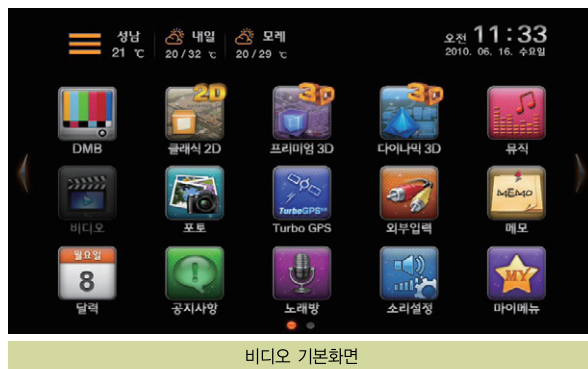 성남 내일 모레
21 ℃ 20 / 32 ℃ 20 / 29 ℃
오전 11:33
2010. 06. 16. 수요일
2D 3D 3D
DMB 클래식 2D 프리미엄 3D 다이나믹 3D 뮤직
TurboGPS
MEMO
비디오 포토 Turbo GPS 외부입력 메모
월요일
8 MY
달력 공지사항 노래방 소리설정 마이메뉴
비디오 기본화면